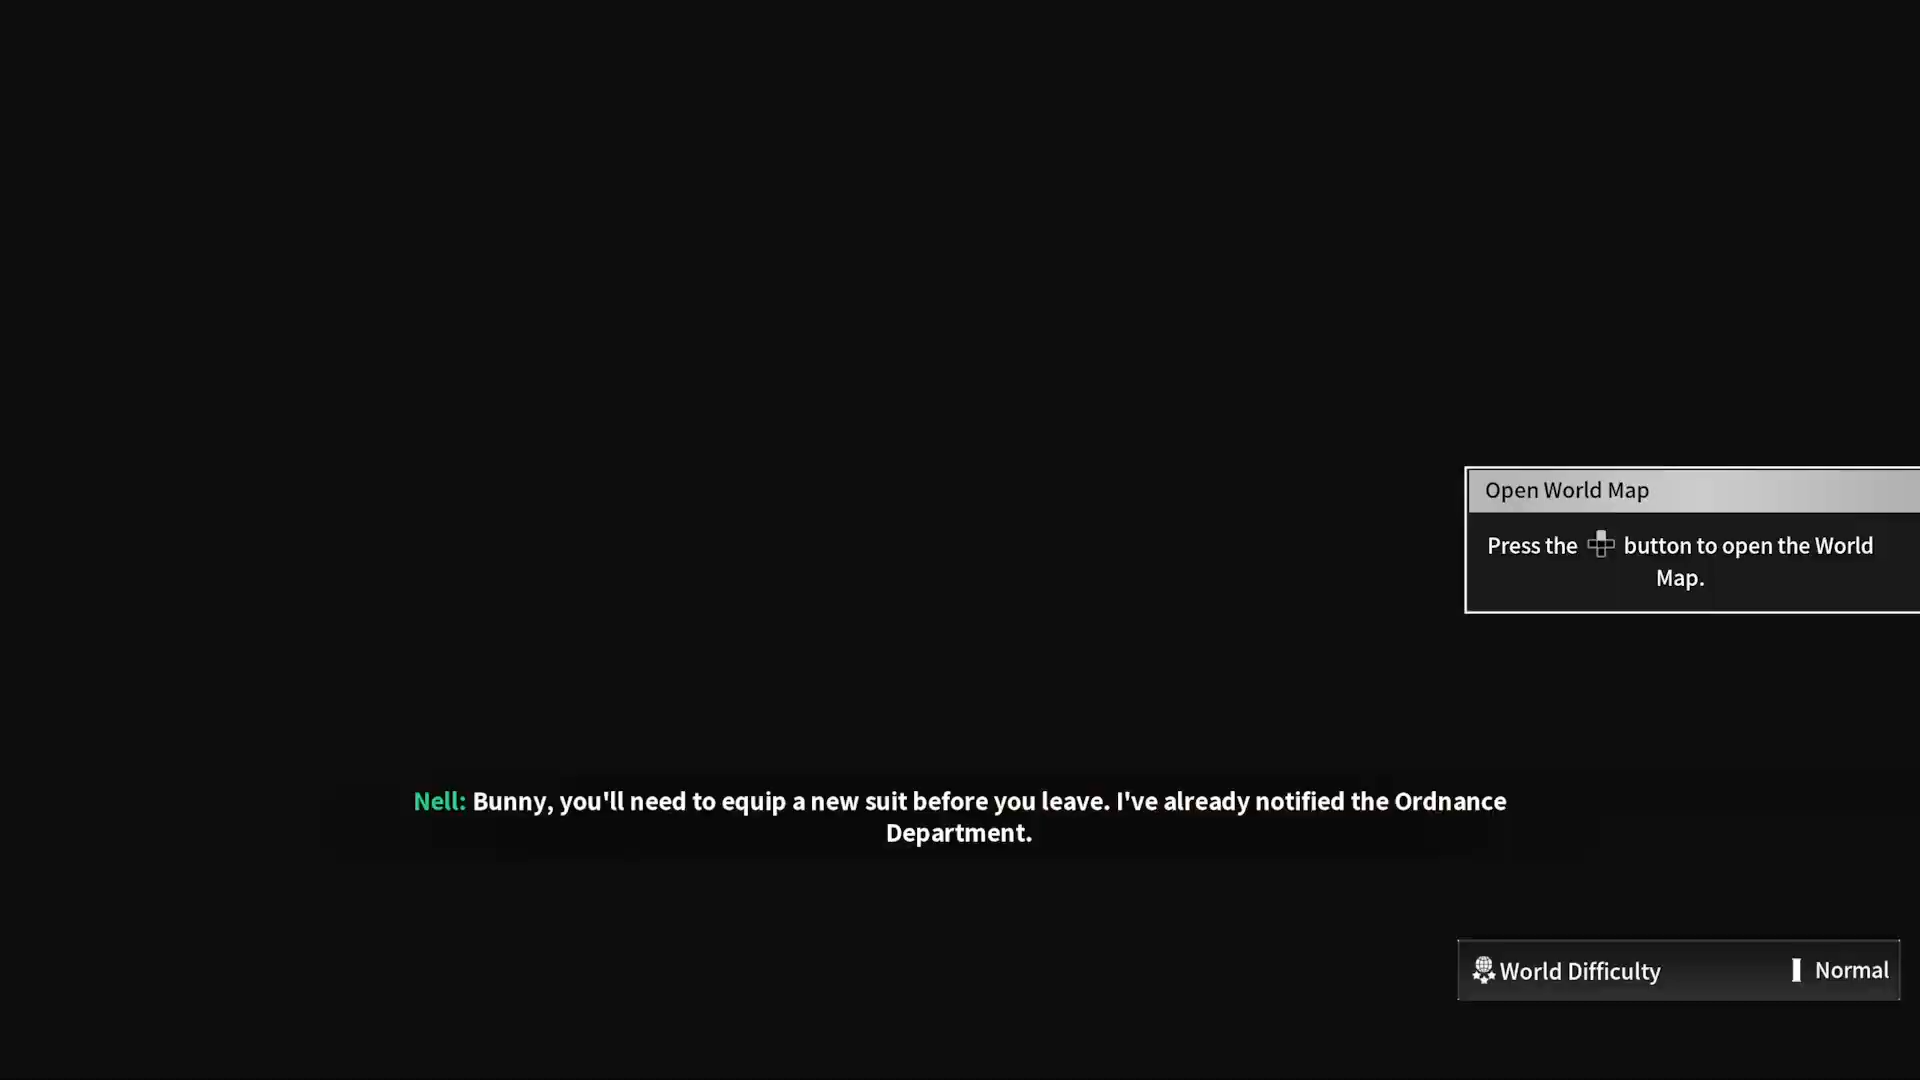 Open World Map
Press the button to open the World
Map.
Nell: Bunny, you'll need to equip a new suit before you leave. I've already notified the Ordnance
Department.
World Difficulty
Normal